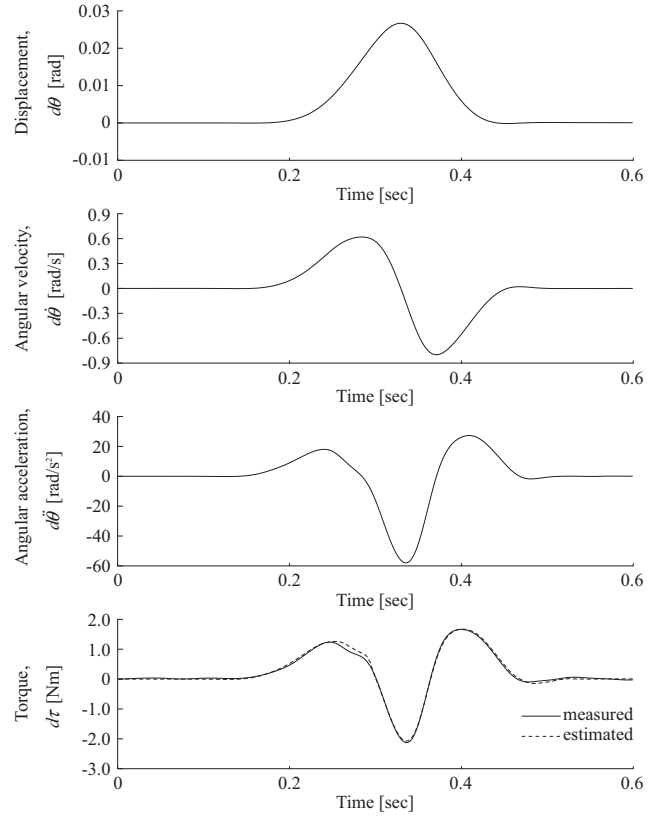 Displacement,
dθ [rad]
0.03
0.02
0.01
0
-0.01
0
0.2
0.4
0.6
Time [sec]
Angular velocity,
dθ̇ [rad/s]
0.9
0.6
0.3
0
-0.3
-0.6
-0.9
0
0.2
0.4
0.6
Time [sec]
Angular acceleration,
dθ̈ [rad/s²]
40
20
0
-20
-40
-60
0
0.2
0.4
0.6
Time [sec]
Torque,
dτ [Nm]
2.0
1.0
0
-1.0
-2.0
-3.0
measured
estimated
0
0.2
0.4
0.6
Time [sec]